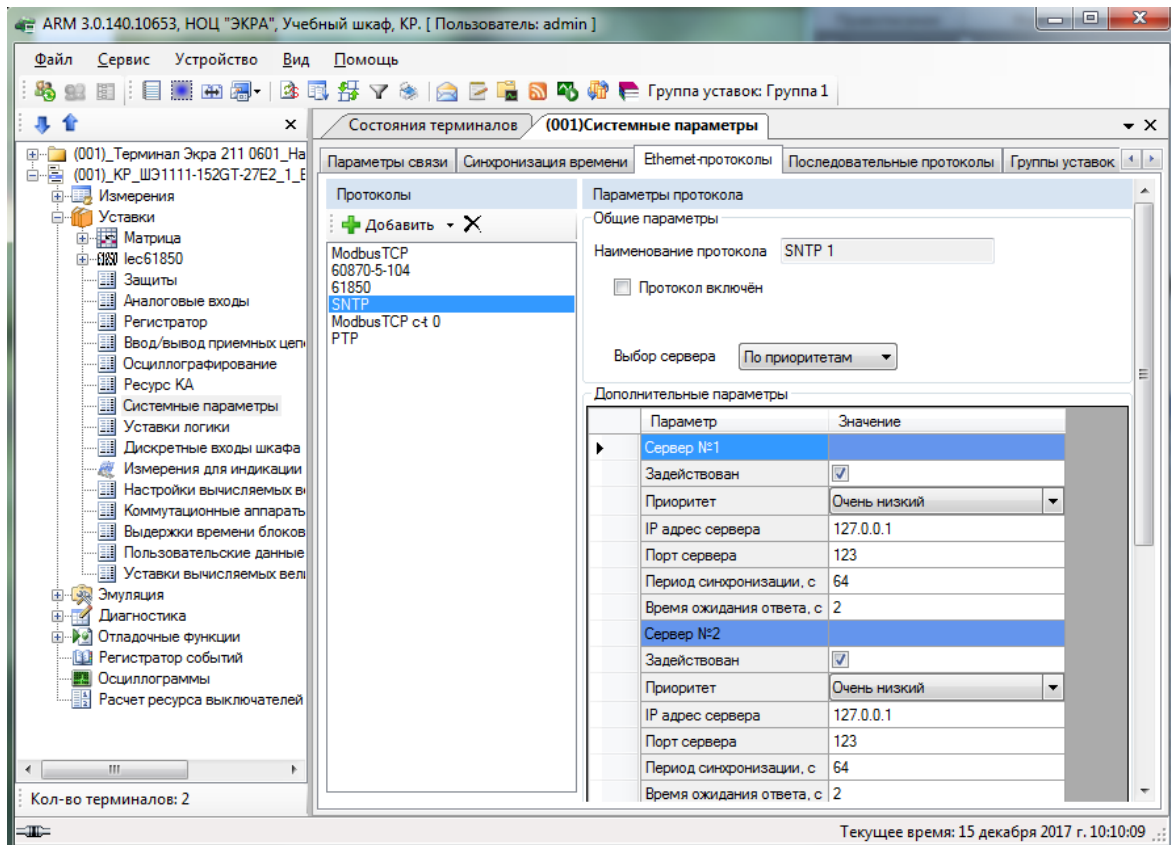 ARM 3.0.140.10653, НОЦ "ЭКРА", Учебный шкаф, КР. [ Пользователь: admin ]
Файл Сервис Устройство Вид Помощь
Группа уставок: Группа 1
(001)_Терминал Экра 211 0601_На
(001)_КР_ШЭ1111-152GT-27E2_1_E
Измерения
Уставки
Матрица
Iec61850
Защиты
Аналоговые входы
Регистратор
Ввод/вывод приемных цепе
Осциллографирование
Ресурс КА
Системные параметры
Уставки логики
Дискретные входы шкафа
Измерения для индикации
Настройки вычисляемых ве
Коммутационные аппараты
Выдержки времени блоков
Пользовательские данные
Уставки вычисляемых вели
Эмуляция
Диагностика
Отладочные функции
Регистратор событий
Осциллограммы
Расчет ресурса выключателей
Кол-во терминалов: 2
Состояния терминалов (001)Системные параметры
Параметры связи Синхронизация времени Ethernet-протоколы Последовательные протоколы Группы уставок
Протоколы
Добавить
ModbusTCP
60870-5-104
61850
SNTP
ModbusTCP c-t 0
PTP
Параметры протокола
Общие параметры
Наименование протокола SNTP 1
Протокол включён
Выбор сервера По приоритетам
Дополнительные параметры
Параметр Значение
Сервер №1
Задействован
Приоритет Очень низкий
IP адрес сервера 127.0.0.1
Порт сервера 123
Период синхронизации, с 64
Время ожидания ответа, с 2
Сервер №2
Задействован
Приоритет Очень низкий
IP адрес сервера 127.0.0.1
Порт сервера 123
Период синхронизации, с 64
Время ожидания ответа, с 2
Текущее время: 15 декабря 2017 г. 10:10:09